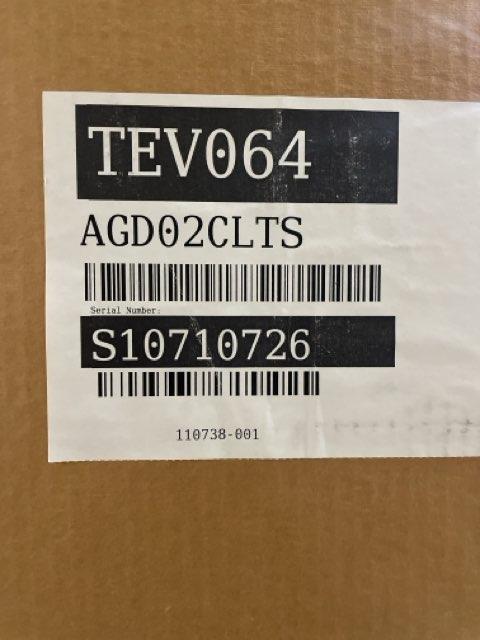 TEV064
AGD02CLTS
Serial Number:
S10710726
110738-001